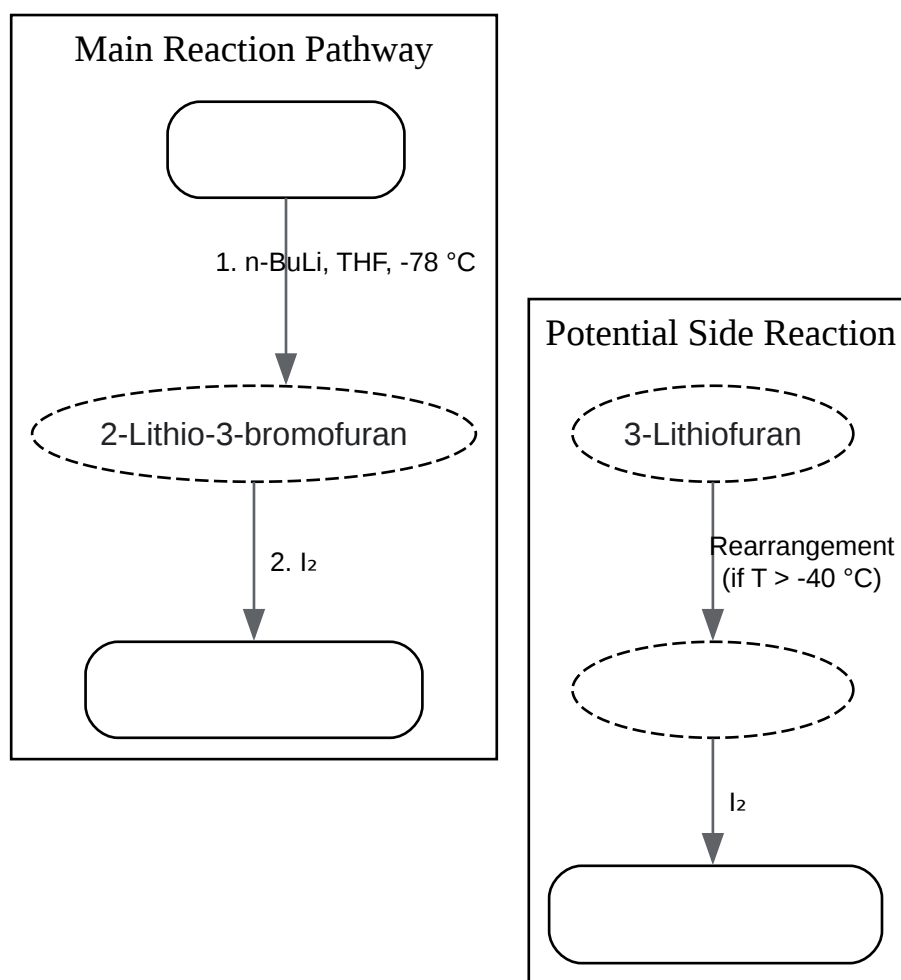 Main Reaction Pathway
1. n-BuLi, THF, -78 °C
2-Lithio-3-bromofuran
2. I₂
Potential Side Reaction
3-Lithiofuran
Rearrangement
(if T > -40 °C)
I₂